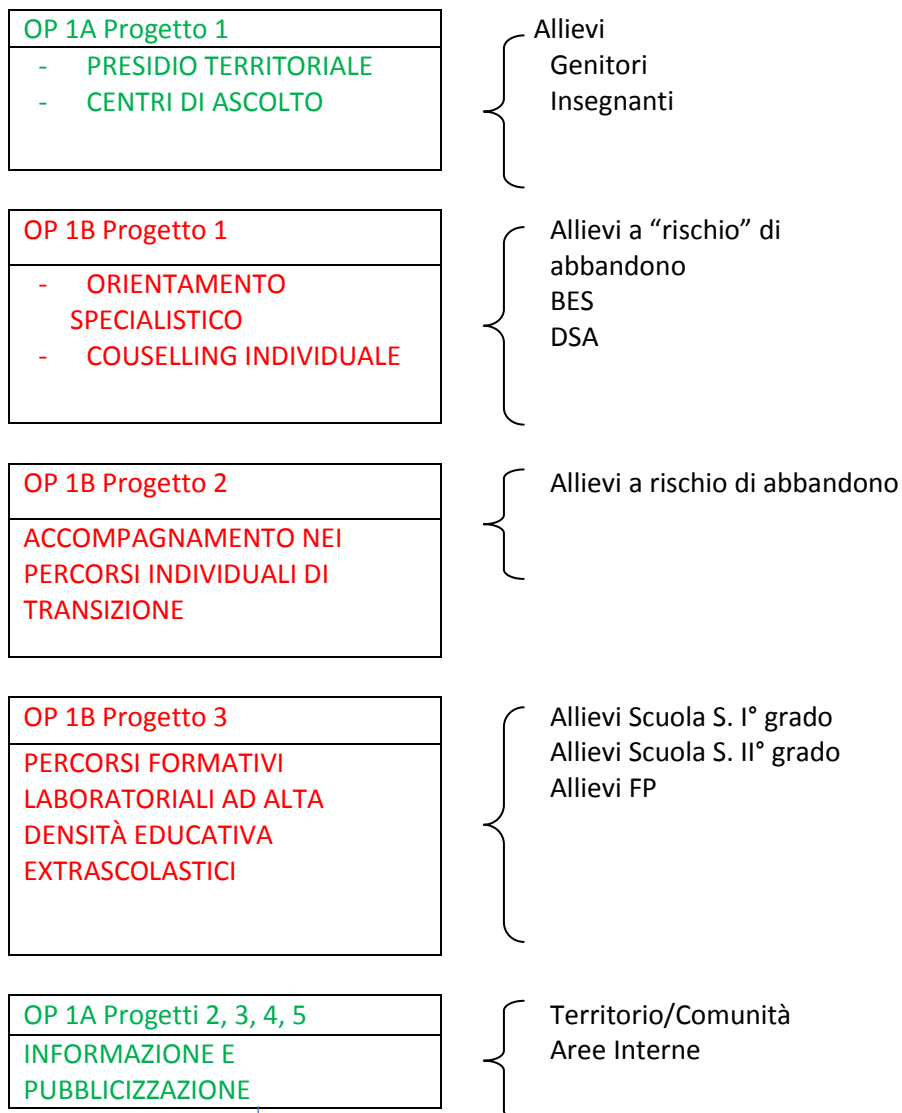 OP 1A Progetto 1
- PRESIDIO TERRITORIALE
- CENTRI DI ASCOLTO
Allievi
Genitori
Insegnanti
OP 1B Progetto 1
- ORIENTAMENTO
SPECIALISTICO
- COUSELLING INDIVIDUALE
Allievi a “rischio” di
abbandono
BES
DSA
OP 1B Progetto 2
ACCOMPAGNAMENTO NEI
PERCORSI INDIVIDUALI DI
TRANSIZIONE
Allievi a rischio di abbandono
OP 1B Progetto 3
PERCORSI FORMATIVI
LABORATORIALI AD ALTA
DENSITÀ EDUCATIVA
EXTRASCOLASTICI
Allievi Scuola S. I° grado
Allievi Scuola S. II° grado
Allievi FP
OP 1A Progetti 2, 3, 4, 5
INFORMAZIONE E
PUBBLICIZZAZIONE
Territorio/Comunità
Aree Interne